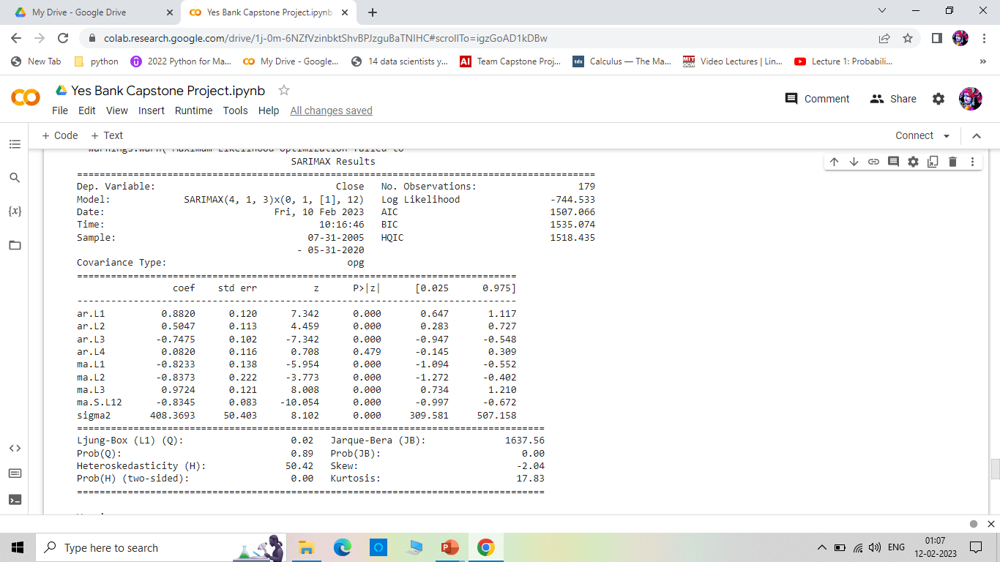 My Drive - Google Drive
Yes Bank Capstone Project.ipynb
colab.research.google.com/drive/1j-0m-6NZfVzinbktShvBPJzguBaTNIHC#scrollTo=igzGoAD1kDBw
New Tab python 2022 Python for Ma... My Drive - Google... 14 data scientists y... AI Team Capstone Proj... tds Calculus — The Ma... MIT OCW Video Lectures | Lin... Lecture 1: Probabili... »
Yes Bank Capstone Project.ipynb
Comment Share
File Edit View Insert Runtime Tools Help All changes saved
+ Code + Text Connect
warnings.warn("Maximum Likelihood optimization failed to "
SARIMAX Results
==============================================================================
Dep. Variable: Close No. Observations: 179
Model: SARIMAX(4, 1, 3)x(0, 1, [1], 12) Log Likelihood -744.533
Date: Fri, 10 Feb 2023 AIC 1507.066
Time: 10:16:46 BIC 1535.074
Sample: 07-31-2005 HQIC 1518.435
- 05-31-2020
Covariance Type: opg
==============================================================================
coef std err z P>|z| [0.025 0.975]
------------------------------------------------------------------------------
ar.L1 0.8820 0.120 7.342 0.000 0.647 1.117
ar.L2 0.5047 0.113 4.459 0.000 0.283 0.727
ar.L3 -0.7475 0.102 -7.342 0.000 -0.947 -0.548
ar.L4 0.0820 0.116 0.708 0.479 -0.145 0.309
ma.L1 -0.8233 0.138 -5.954 0.000 -1.094 -0.552
ma.L2 -0.8373 0.222 -3.773 0.000 -1.272 -0.402
ma.L3 0.9724 0.121 8.008 0.000 0.734 1.210
ma.S.L12 -0.8345 0.083 -10.054 0.000 -0.997 -0.672
sigma2 408.3693 50.403 8.102 0.000 309.581 507.158
==============================================================================
Ljung-Box (L1) (Q): 0.02 Jarque-Bera (JB): 1637.56
Prob(Q): 0.89 Prob(JB): 0.00
Heteroskedasticity (H): 50.42 Skew: -2.04
Prob(H) (two-sided): 0.00 Kurtosis: 17.83
==============================================================================
Type here to search
ENG
01:07
12-02-2023